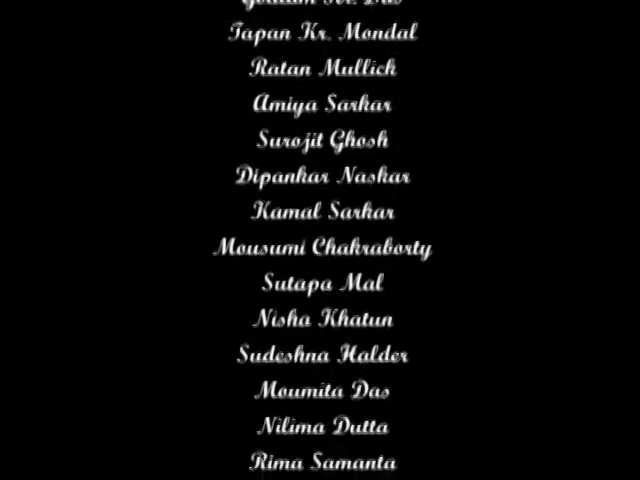 Tapan Kr. Mondal
Ratan Mullick
Amiya Sarkar
Surojit Ghosh
Dipankar Naskar
Kamal Sarkar
Mousumi Chakraborty
Sutapa Mal
Nisha Khatun
Sudeshna Halder
Moumita Das
Nilima Dutta
Rima Samanta